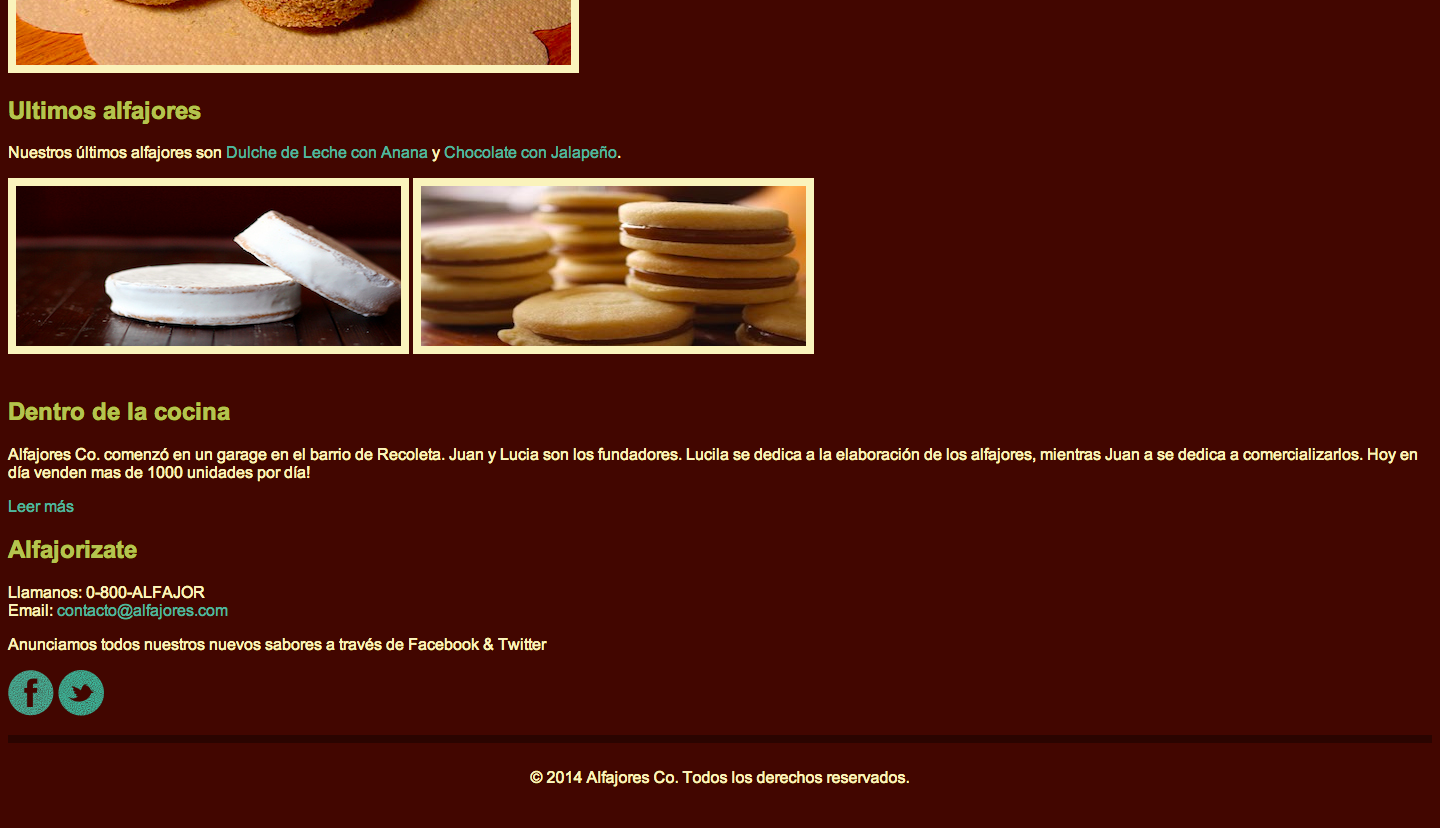 Ultimos alfajores
Nuestros últimos alfajores son Dulche de Leche con Anana y Chocolate con Jalapeño.
Dentro de la cocina
Alfajores Co. comenzó en un garage en el barrio de Recoleta. Juan y Lucia son los fundadores. Lucila se dedica a la elaboración de los alfajores, mientras Juan a se dedica a comercializarlos. Hoy en
día venden mas de 1000 unidades por día!
Leer más
Alfajorizate
Llamanos: 0-800-ALFAJOR
Email: contacto@alfajores.com
Anunciamos todos nuestros nuevos sabores a través de Facebook & Twitter
© 2014 Alfajores Co. Todos los derechos reservados.